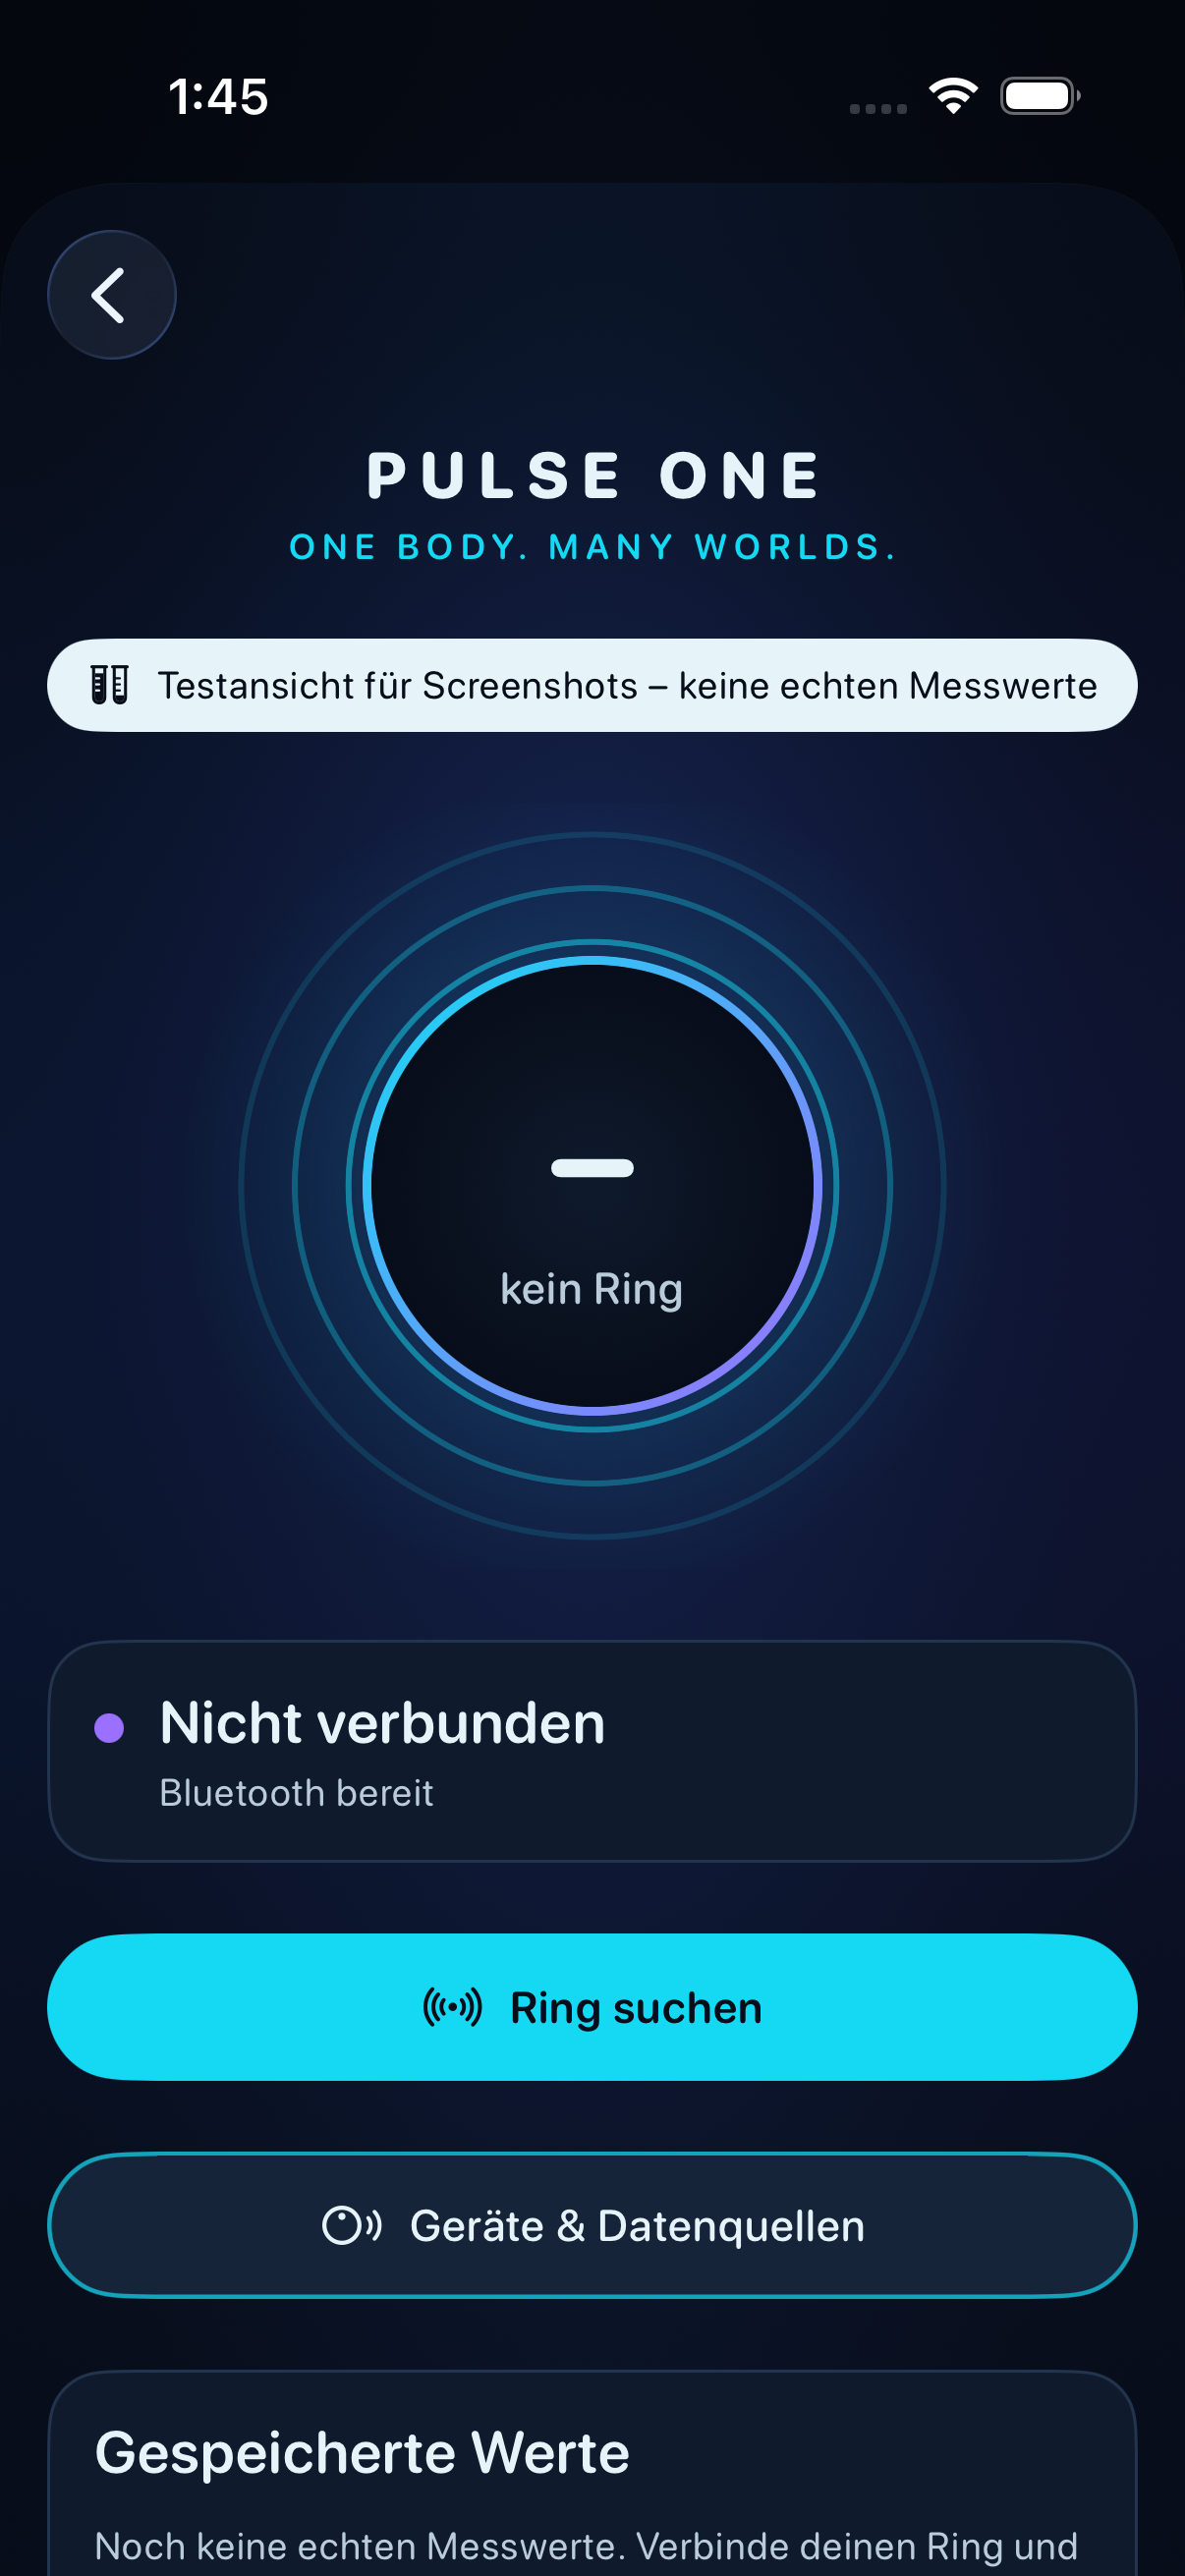 1:45
PULSE ONE
ONE BODY. MANY WORLDS.
Testansicht für Screenshots – keine echten Messwerte
–
kein Ring
Nicht verbunden
Bluetooth bereit
Ring suchen
Geräte & Datenquellen
Gespeicherte Werte
Noch keine echten Messwerte. Verbinde deinen Ring und